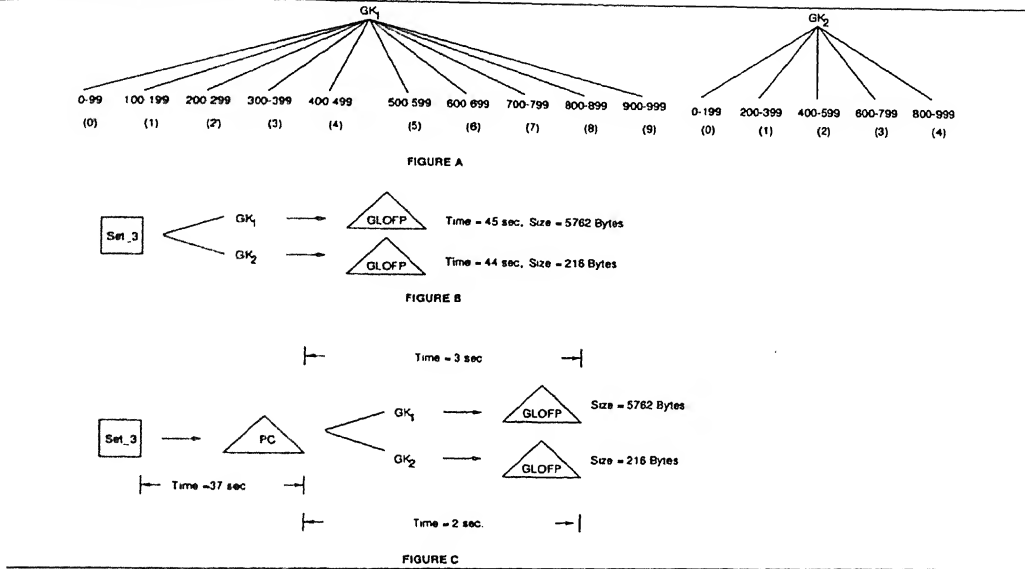 GK1 GK2
0-99 100-199 200 299 300-399 400 499 500 599 600 699 700-799 800-899 900-999 0-199 200-399 400-599 600-799 800-999
(0) (1) (2) (3) (4) (5) (6) (7) (8) (9) (0) (1) (2) (3) (4)
FIGURE A
Set_3 GK1 GLOFP Time = 45 sec, Size = 5762 Bytes
GK2 GLOFP Time = 44 sec, Size = 216 Bytes
FIGURE B
Time = 3 sec
Set_3 PC GK1 GLOFP Size = 5762 Bytes
GK2 GLOFP Size = 216 Bytes
Time =37 sec
Time = 2 sec.
FIGURE C